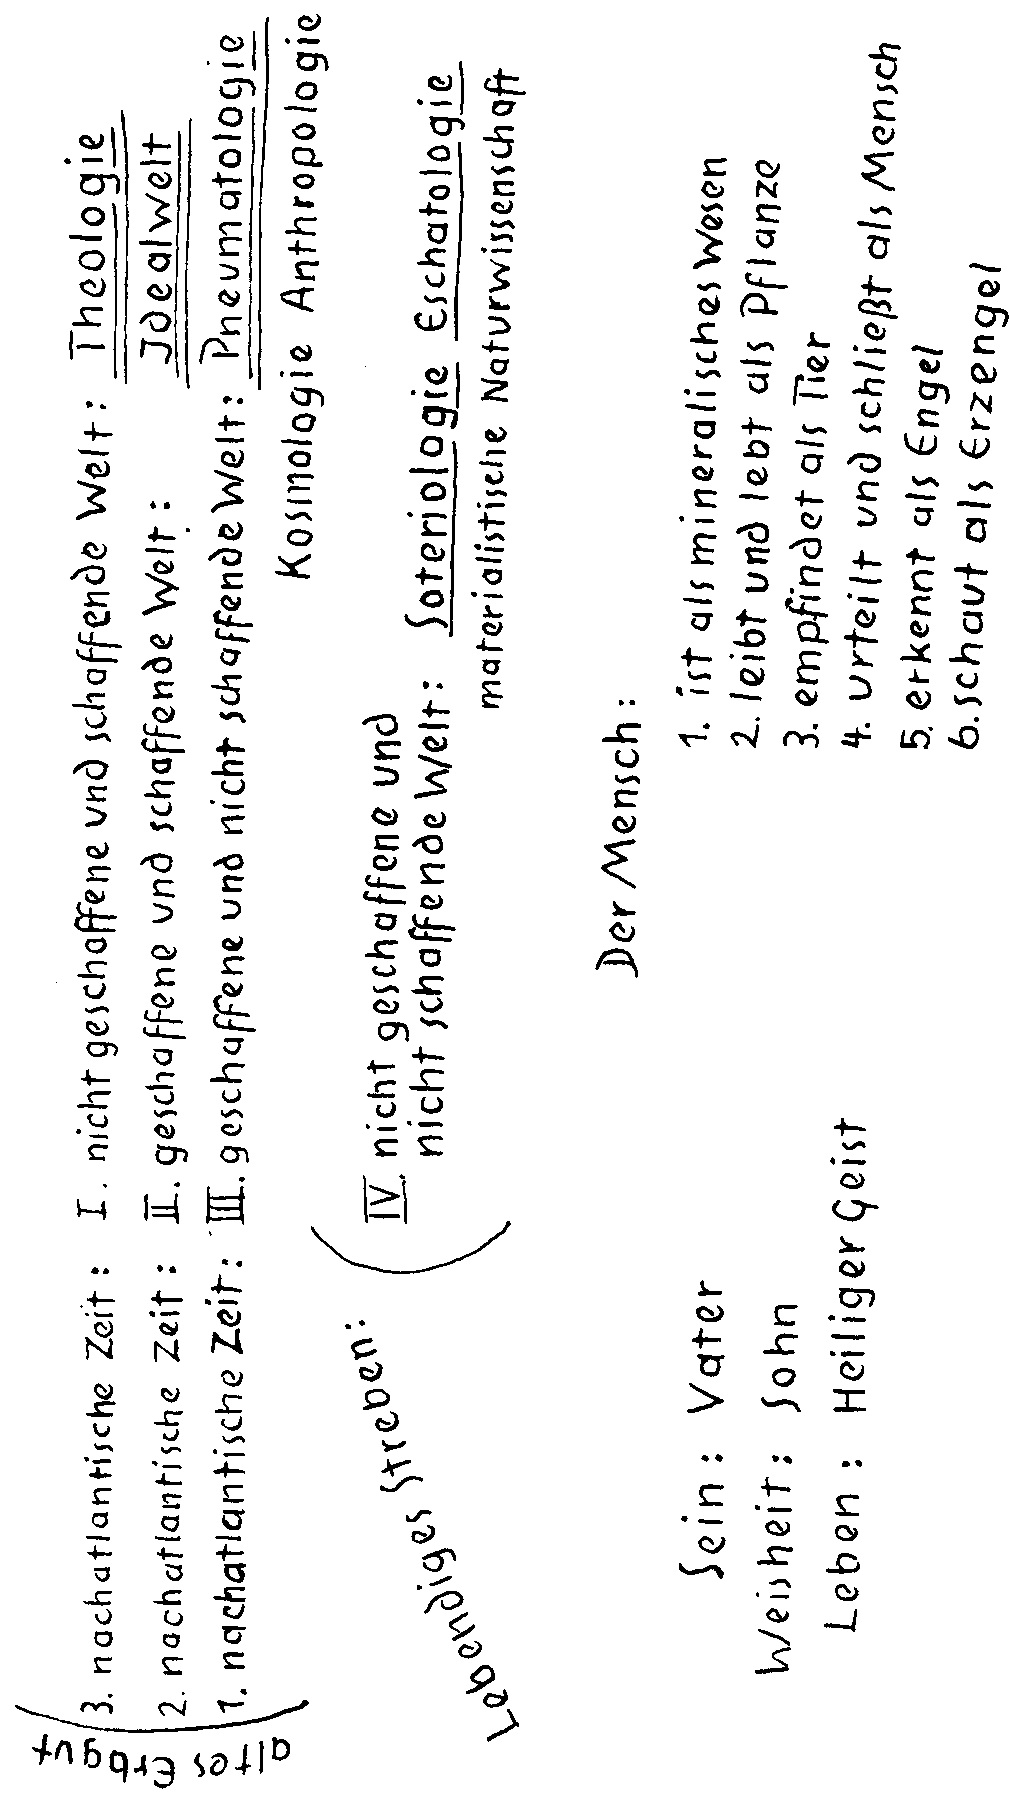 altes Erbgut
3. nachatlantische Zeit: I. nicht geschaffene und schaffende Welt: Theologie
2. nachatlantische Zeit: II. geschaffene und schaffende Welt: Idealwelt
1. nachatlantische Zeit: III. geschaffene und nicht schaffende Welt: Pneumatologie
Kosmologie Anthropologie
Lebendiges Streben:
IV. nicht geschaffene und
nicht schaffende Welt: Soteriologie Eschatologie
materialistische Naturwissenschaft
Der Mensch:
Sein: Vater
Weisheit: Sohn
Leben: Heiliger Geist
1. ist als mineralisches Wesen
2. leibt und lebt als Pflanze
3. empfindet als Tier
4. urteilt und schließt als Mensch
5. erkennt als Engel
6. schaut als Erzengel